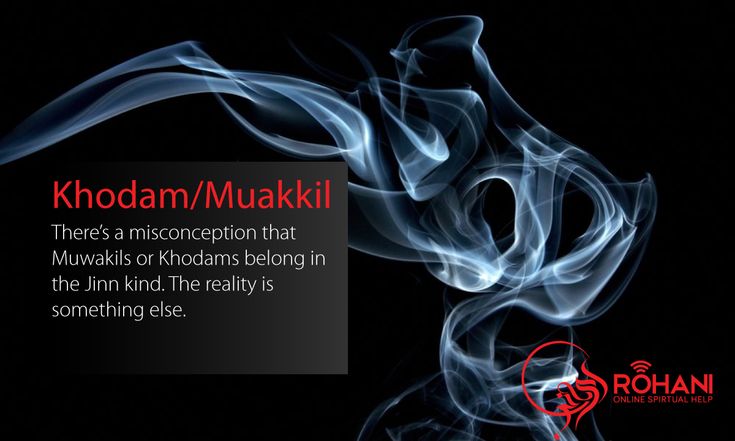 Khodam/Muakkil
There’s a misconception that
Muwakils or Khodams belong in
the Jinn kind. The reality is
something else.
ROHANI
ONLINE SPIRTUAL HELP